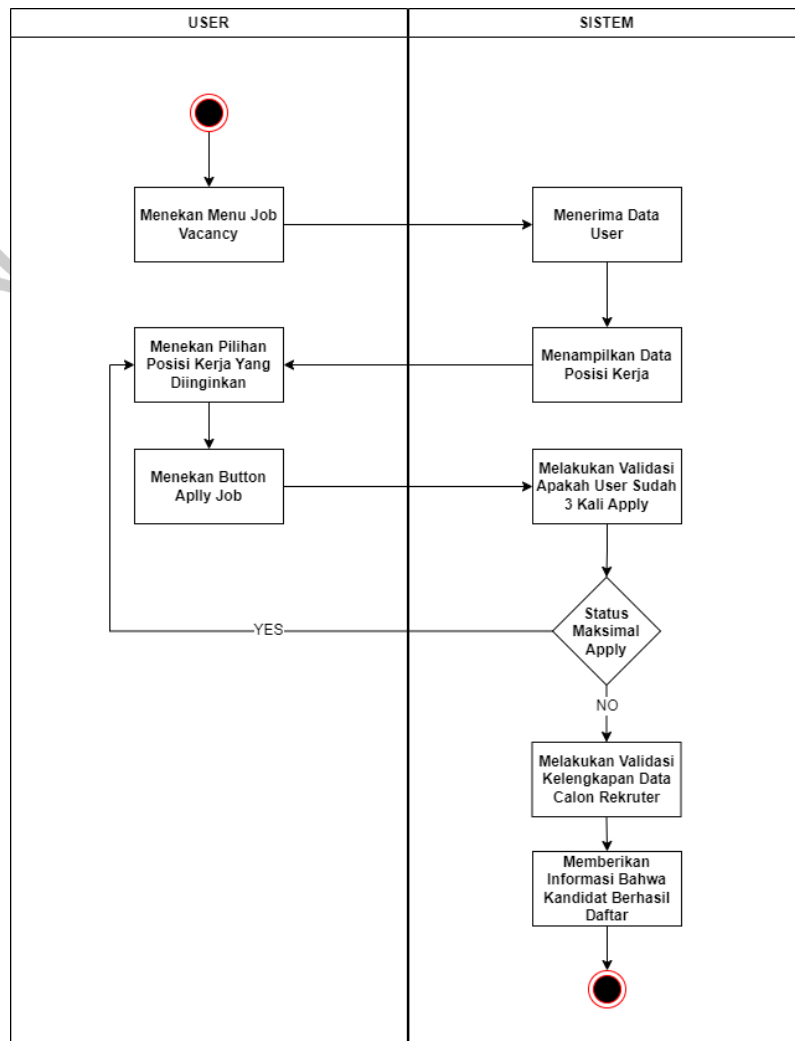 USER
SISTEM
Menekan Menu Job
Vacancy
Menerima Data
User
Menampilkan Data
Posisi Kerja
Menekan Pilihan
Posisi Kerja Yang
Diinginkan
Menekan Button
Aplly Job
Melakukan Validasi
Apakah User Sudah
3 Kali Apply
Status
Maksimal
Apply
YES
NO
Melakukan Validasi
Kelengkapan Data
Calon Rekruter
Memberikan
Informasi Bahwa
Kandidat Berhasil
Daftar